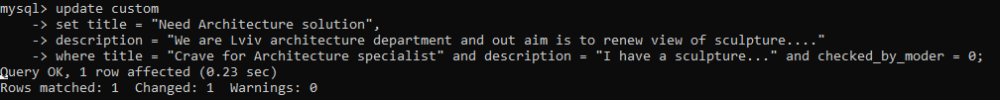 mysql> update custom
    -> set title = "Need Architecture solution",
    -> description = "We are Lviv architecture department and out aim is to renew view of sculpture...."
    -> where title = "Crave for Architecture specialist" and description = "I have a sculpture..." and checked_by_moder = 0;
Query OK, 1 row affected (0.23 sec)
Rows matched: 1  Changed: 1  Warnings: 0